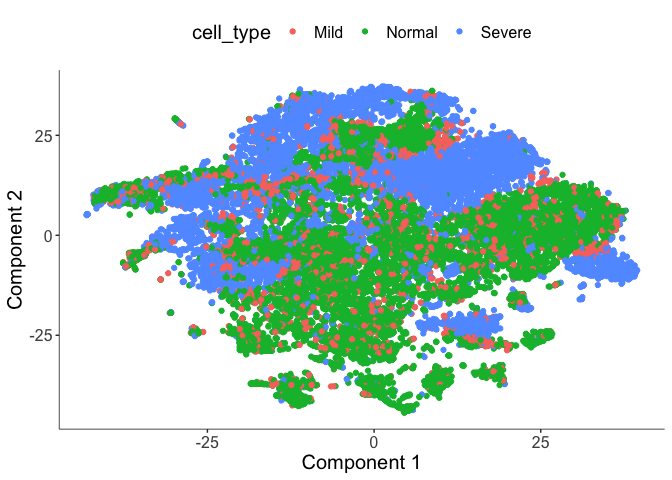 cell_type Mild Normal Severe
25
0
-25
Component 2
-25 0 25
Component 1